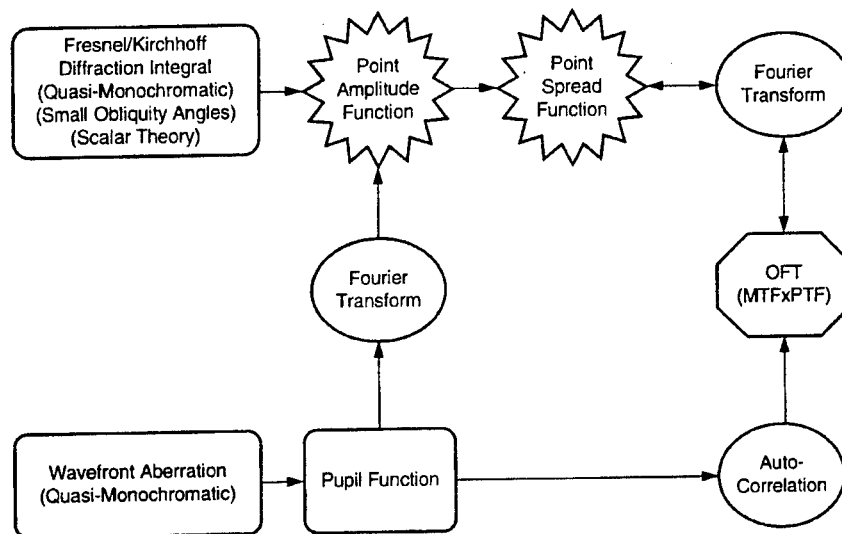 Fresnel/Kirchhoff
Diffraction Integral
(Quasi-Monochromatic)
(Small Obliquity Angles)
(Scalar Theory)
Point
Amplitude
Function
Point
Spread
Function
Fourier
Transform
Fourier
Transform
OFT
(MTFxPTF)
Wavefront Aberration
(Quasi-Monochromatic)
Pupil Function
Auto-
Correlation